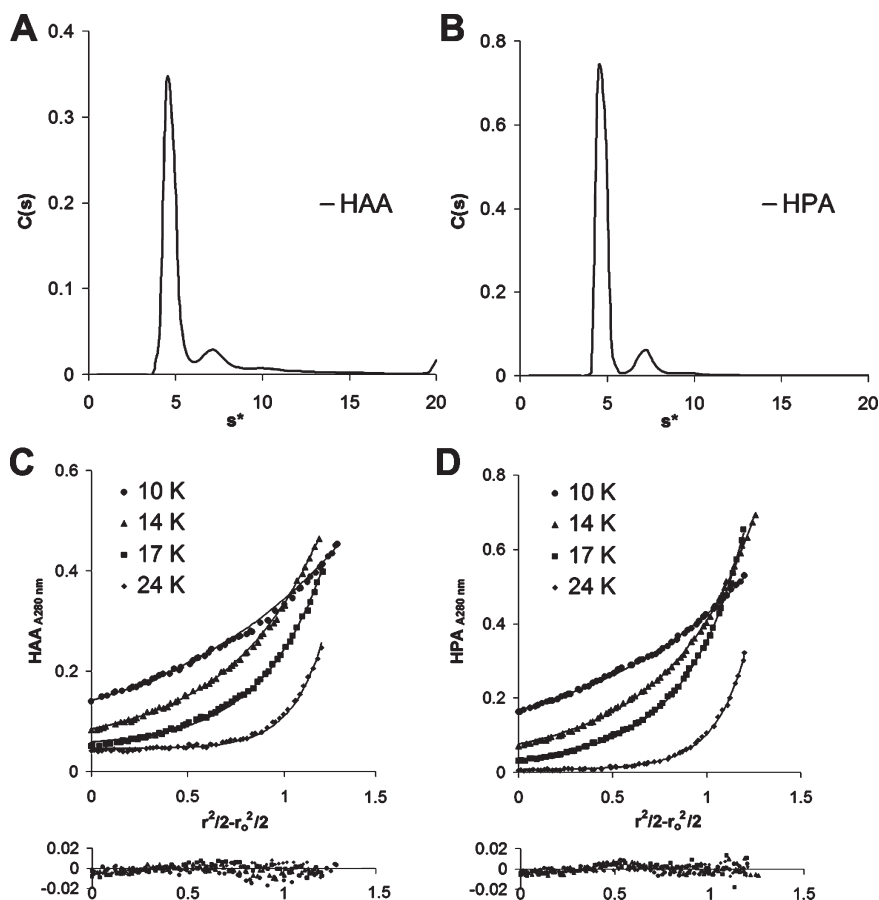 A
0.4
0.3
0.2
0.1
0
C(s)
HAA
0 5 10 15 20
s*
B
0.8
0.6
0.4
0.2
0
C(s)
HPA
0 5 10 15 20
s*
C
0.6
0.4
0.2
0
HAA A280 nm
10 K
14 K
17 K
24 K
0 0.5 1 1.5
r²/2-rₒ²/2
0.02
0
-0.02
0 0.5 1 1.5
D
0.8
0.6
0.4
0.2
0
HPA A280 nm
10 K
14 K
17 K
24 K
0 0.5 1 1.5
r²/2-rₒ²/2
0.02
0
-0.02
0 0.5 1 1.5